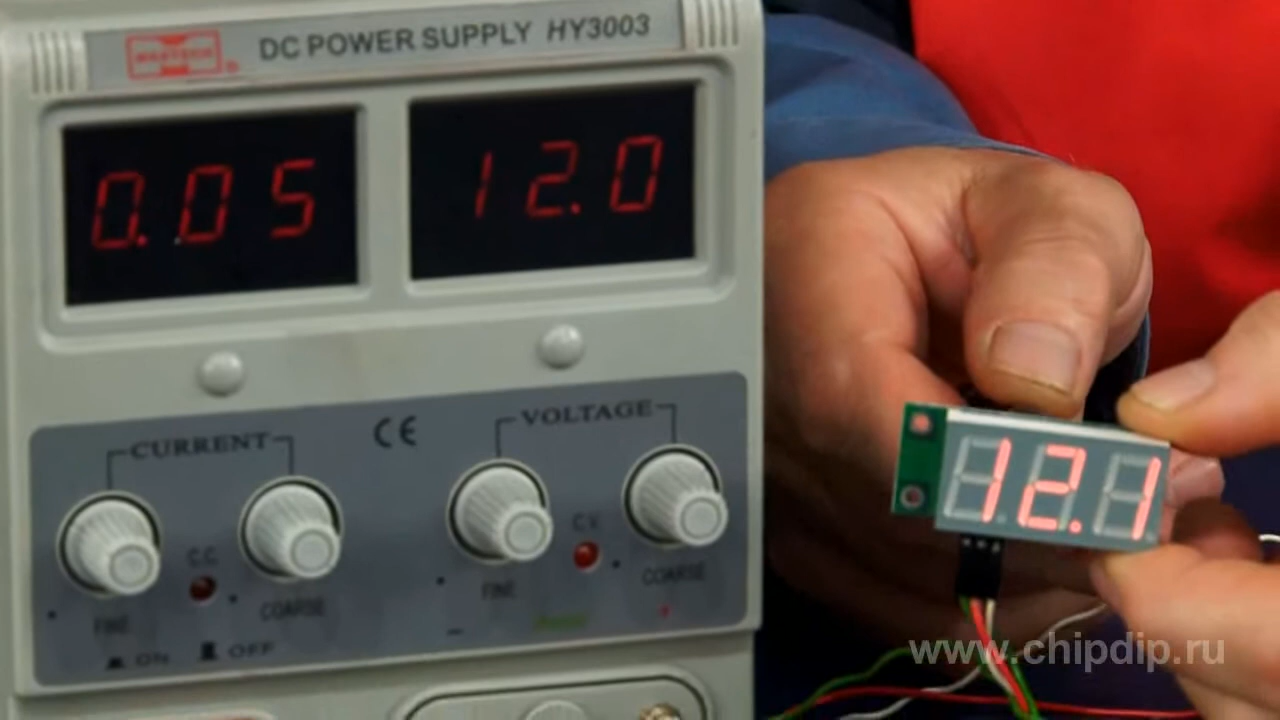 MASTECH
DC POWER SUPPLY HY3003
0.05
12.0
CURRENT
CE
VOLTAGE
C.C.
C.V.
FINE
COARSE
FINE
COARSE
ON
OFF
12.1
www.chipdip.ru